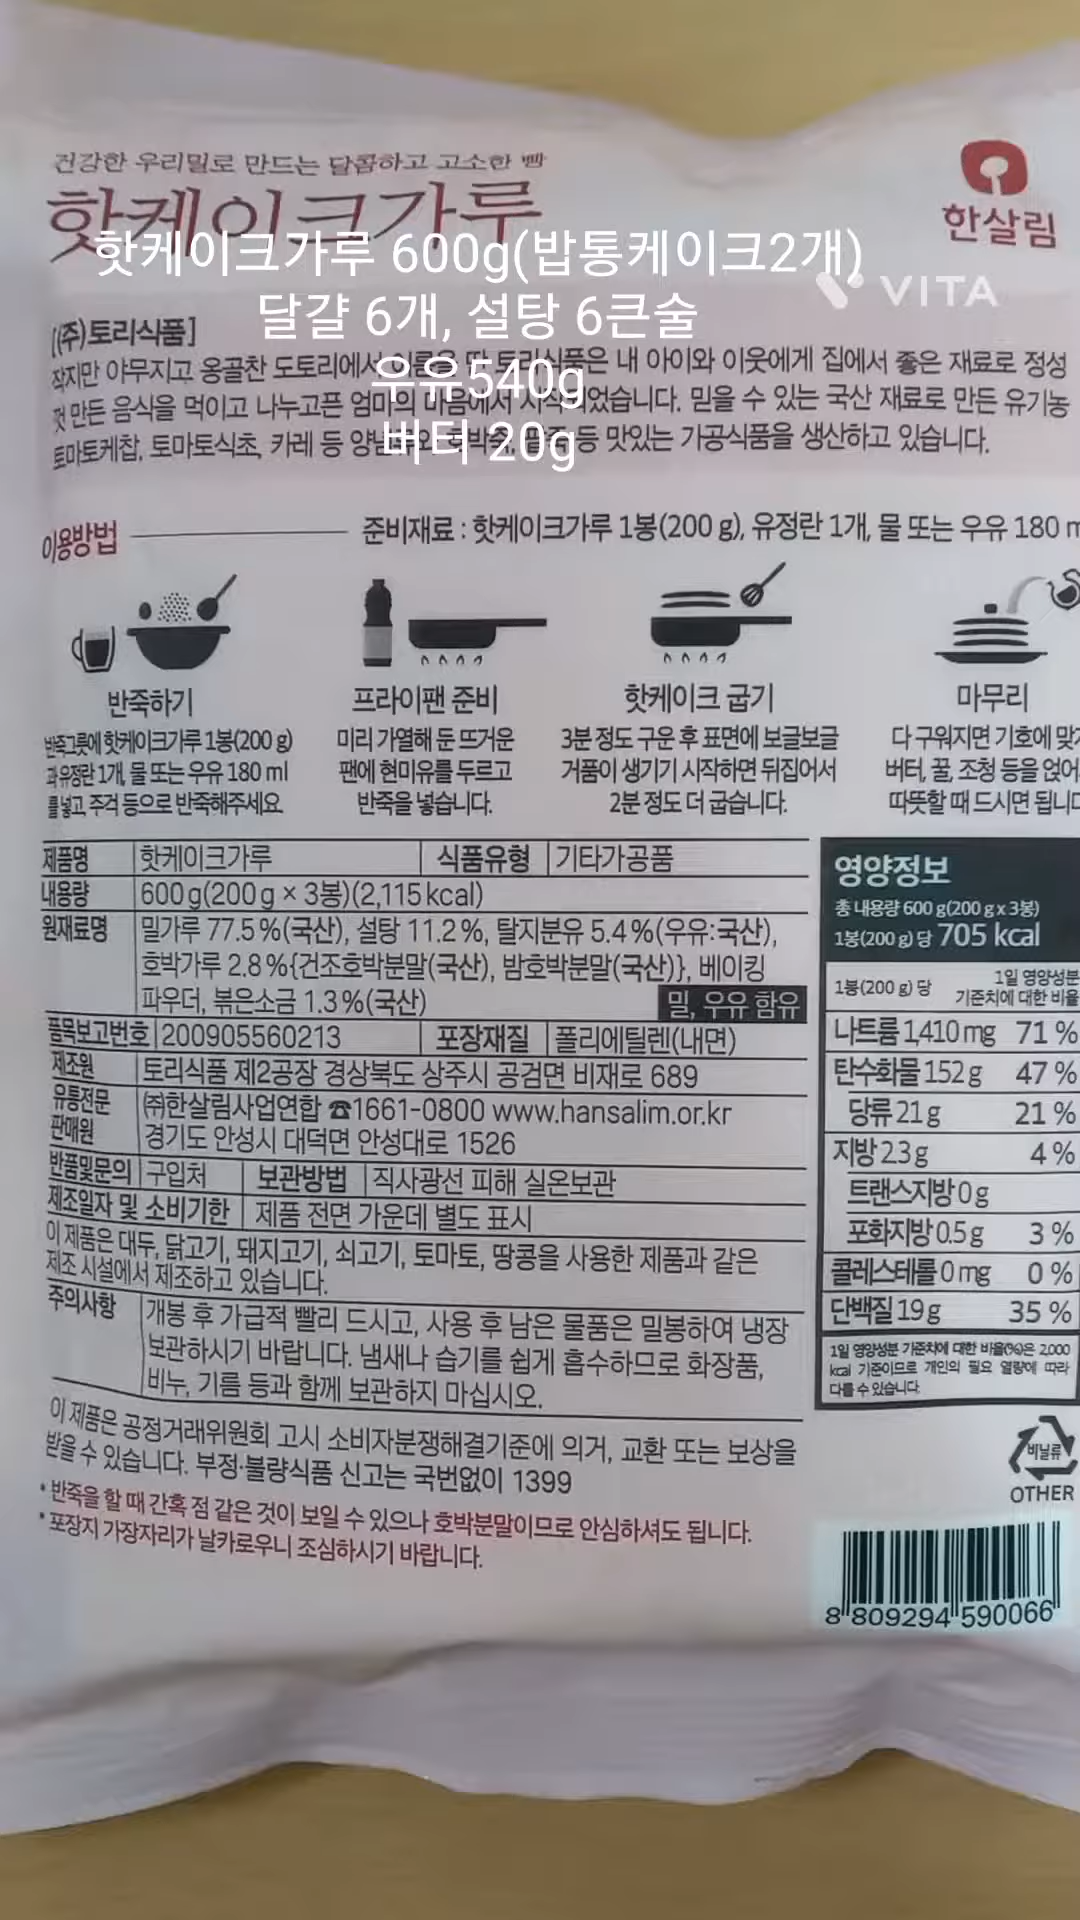 건강한 우리밀로 만드는 달콤하고 고소한 빵
핫케이크가루
한살림
핫케이크가루 600g(밥통케이크2개)
달걀 6개, 설탕 6큰술
우유540g
버터 20g
VITA
[(주)토리식품]
작지만 야무지고 옹골찬 도토리에서 이름을 딴 토리식품은 내 아이와 이웃에게 집에서 좋은 재료로 정성
껏 만든 음식을 먹이고 나누고픈 엄마의 마음에서 시작되었습니다. 믿을 수 있는 국산 재료로 만든 유기농
토마토케찹, 토마토식초, 카레 등 등 맛있는 가공식품을 생산하고 있습니다.
이용방법
준비재료 : 핫케이크가루 1봉(200 g), 유정란 1개, 물 또는 우유 180 m
반죽하기
반죽그릇에 핫케이크가루 1봉(200 g)
과 유정란 1개, 물 또는 우유 180 ml
를 넣고, 주걱 등으로 반죽해주세요
프라이팬 준비
미리 가열해 둔 뜨거운
팬에 현미유를 두르고
반죽을 넣습니다.
핫케이크 굽기
3분 정도 구운 후 표면에 보글보글
거품이 생기기 시작하면 뒤집어서
2분 정도 더 굽습니다.
마무리
다 구워지면 기호에 맞게
버터, 꿀, 조청 등을 얹어
따뜻할 때 드시면 됩니다
제품명 핫케이크가루 식품유형 기타가공품
내용량 600 g(200 g × 3봉)(2,115 kcal)
원재료명 밀가루 77.5 %(국산), 설탕 11.2 %, 탈지분유 5.4 %(우유:국산),
호박가루 2.8 %{건조호박분말(국산), 밤호박분말(국산)}, 베이킹
파우더, 볶은소금 1.3 %(국산)
밀, 우유 함유
품목보고번호 200905560213 포장재질 폴리에틸렌(내면)
제조원 토리식품 제2공장 경상북도 상주시 공검면 비재로 689
유통전문 ㈜한살림사업연합 ☎1661-0800 www.hansalim.or.kr
판매원 경기도 안성시 대덕면 안성대로 1526
반품및문의 구입처 보관방법 직사광선 피해 실온보관
제조일자 및 소비기한 제품 전면 가운데 별도 표시
이 제품은 대두, 닭고기, 돼지고기, 쇠고기, 토마토, 땅콩을 사용한 제품과 같은
제조 시설에서 제조하고 있습니다.
주의사항 개봉 후 가급적 빨리 드시고, 사용 후 남은 물품은 밀봉하여 냉장
보관하시기 바랍니다. 냄새나 습기를 쉽게 흡수하므로 화장품,
비누, 기름 등과 함께 보관하지 마십시오.
이 제품은 공정거래위원회 고시 소비자분쟁해결기준에 의거, 교환 또는 보상을
받을 수 있습니다. 부정·불량식품 신고는 국번없이 1399
* 반죽을 할 때 간혹 점 같은 것이 보일 수 있으나 호박분말이므로 안심하셔도 됩니다.
* 포장지 가장자리가 날카로우니 조심하시기 바랍니다.
영양정보
총 내용량 600 g(200 g x 3봉)
1봉(200 g) 당 705 kcal
1봉(200 g) 당 1일 영양성분
기준치에 대한 비율
나트륨 1,410 mg 71 %
탄수화물 152 g 47 %
당류 21 g 21 %
지방 2.3 g 4 %
트랜스지방 0 g
포화지방 0.5 g 3 %
콜레스테롤 0 mg 0 %
단백질 19 g 35 %
1일 영양성분 기준치에 대한 비율(%)은 2,000
kcal 기준이므로 개인의 필요 열량에 따라
다를 수 있습니다.
비닐류
OTHER
8 809294 590066